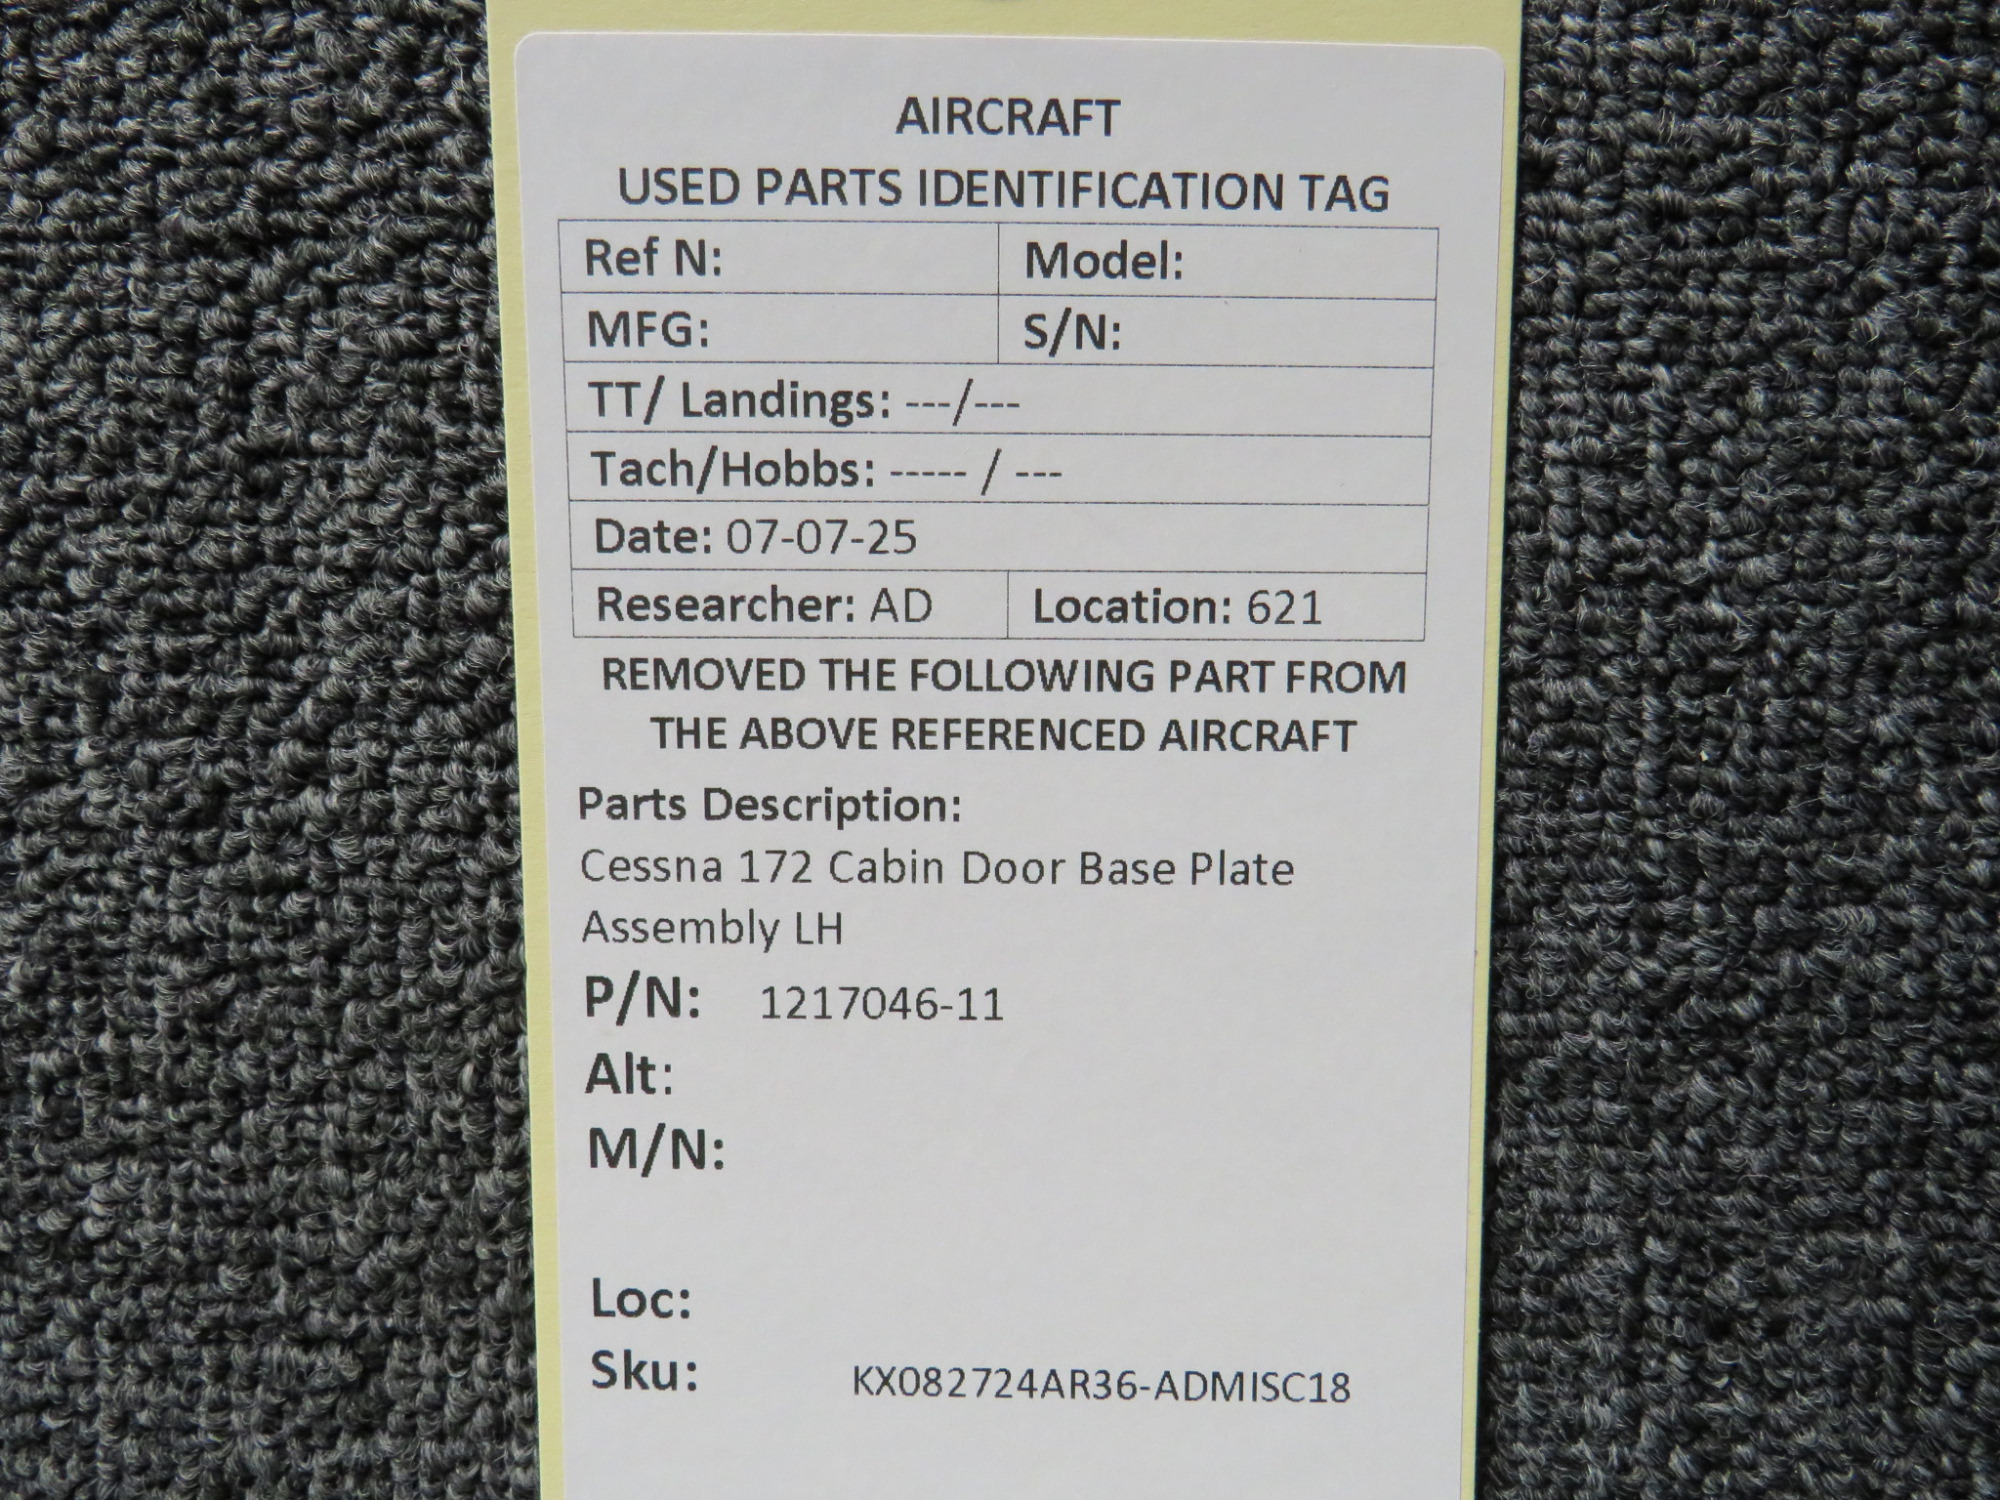 AIRCRAFT
USED PARTS IDENTIFICATION TAG
Ref N: Model:
MFG: S/N:
TT/ Landings: ---/---
Tach/Hobbs: ----- / ---
Date: 07-07-25
Researcher: AD Location: 621
REMOVED THE FOLLOWING PART FROM
THE ABOVE REFERENCED AIRCRAFT
Parts Description:
Cessna 172 Cabin Door Base Plate
Assembly LH
P/N: 1217046-11
Alt:
M/N:
Loc:
Sku: KX082724AR36-ADMISC18